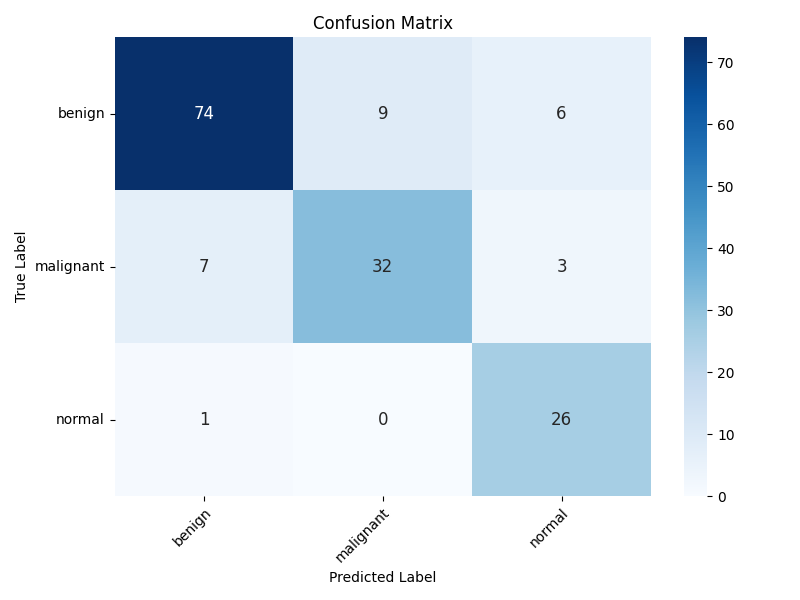 Confusion Matrix
True Label
benign 74 9 6
malignant 7 32 3
normal 1 0 26
benign malignant normal
Predicted Label
70
60
50
40
30
20
10
0